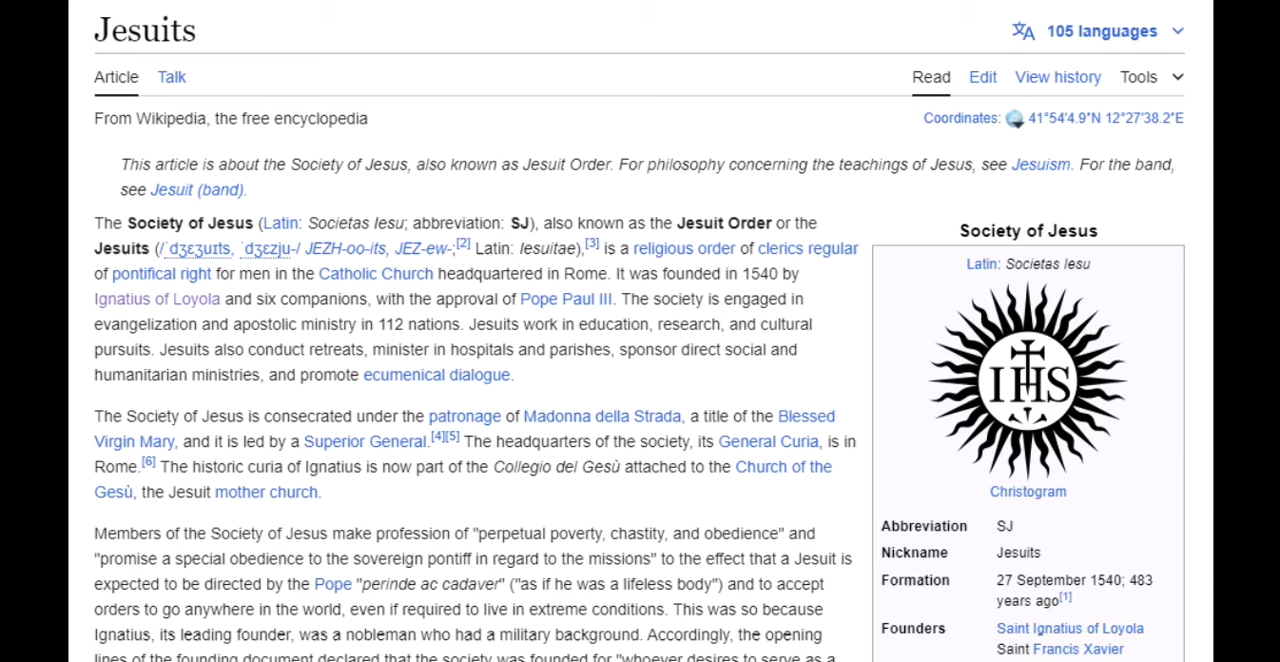 Jesuits
105 languages
Article Talk
Read Edit View history Tools
From Wikipedia, the free encyclopedia
Coordinates: 41°54′4.9″N 12°27′38.2″E
This article is about the Society of Jesus, also known as Jesuit Order. For philosophy concerning the teachings of Jesus, see Jesuism. For the band,
see Jesuit (band).
The Society of Jesus (Latin: Societas Iesu; abbreviation: SJ), also known as the Jesuit Order or the
Jesuits (/ˈdʒɛʒuɪts, ˈdʒɛzju-/ JEZH-oo-its, JEZ-ew-;[2] Latin: Iesuitae),[3] is a religious order of clerics regular
of pontifical right for men in the Catholic Church headquartered in Rome. It was founded in 1540 by
Ignatius of Loyola and six companions, with the approval of Pope Paul III. The society is engaged in
evangelization and apostolic ministry in 112 nations. Jesuits work in education, research, and cultural
pursuits. Jesuits also conduct retreats, minister in hospitals and parishes, sponsor direct social and
humanitarian ministries, and promote ecumenical dialogue.
The Society of Jesus is consecrated under the patronage of Madonna della Strada, a title of the Blessed
Virgin Mary, and it is led by a Superior General.[4][5] The headquarters of the society, its General Curia, is in
Rome.[6] The historic curia of Ignatius is now part of the Collegio del Gesù attached to the Church of the
Gesù, the Jesuit mother church.
Members of the Society of Jesus make profession of "perpetual poverty, chastity, and obedience" and
"promise a special obedience to the sovereign pontiff in regard to the missions" to the effect that a Jesuit is
expected to be directed by the Pope "perinde ac cadaver" ("as if he was a lifeless body") and to accept
orders to go anywhere in the world, even if required to live in extreme conditions. This was so because
Ignatius, its leading founder, was a nobleman who had a military background. Accordingly, the opening
lines of the founding document declared that the society was founded for "whoever desires to serve as a
Society of Jesus
Latin: Societas Iesu
IHS
Christogram
Abbreviation SJ
Nickname Jesuits
Formation 27 September 1540; 483
years ago[1]
Founders Saint Ignatius of Loyola
Saint Francis Xavier